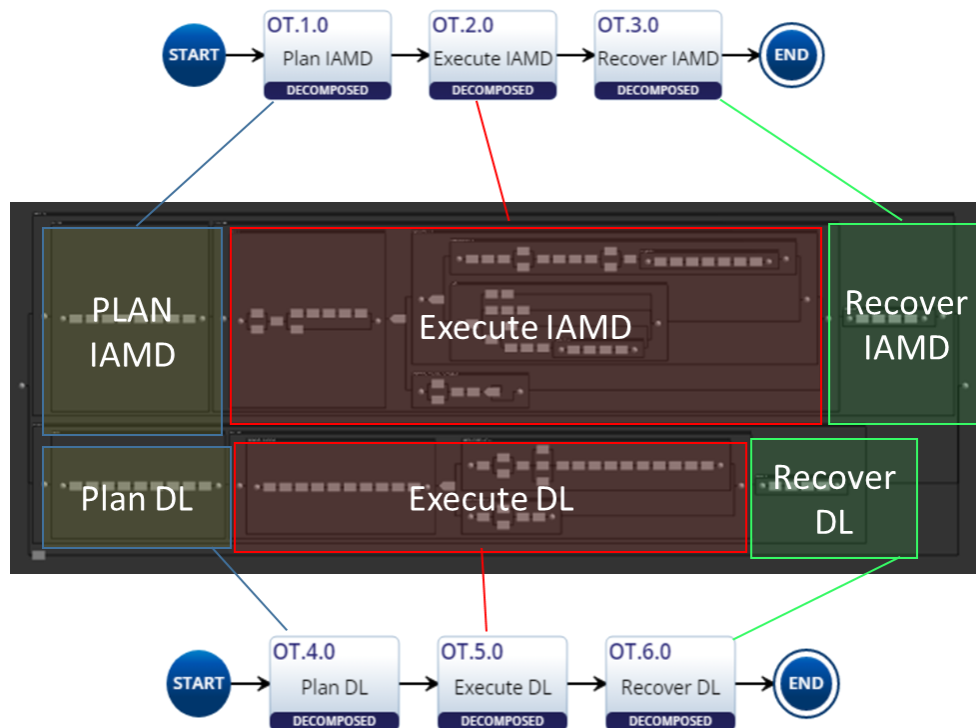 OT.1.0
OT.2.0
OT.3.0
START
Plan IAMD
Execute IAMD
Recover IAMD
END
DECOMPOSED
DECOMPOSED
DECOMPOSED
PLAN
IAMD
Execute IAMD
Recover
IAMD
Plan DL
Execute DL
Recover
DL
OT.4.0
OT.5.0
OT.6.0
START
Plan DL
Execute DL
Recover DL
END
DECOMPOSED
DECOMPOSED
DECOMPOSED